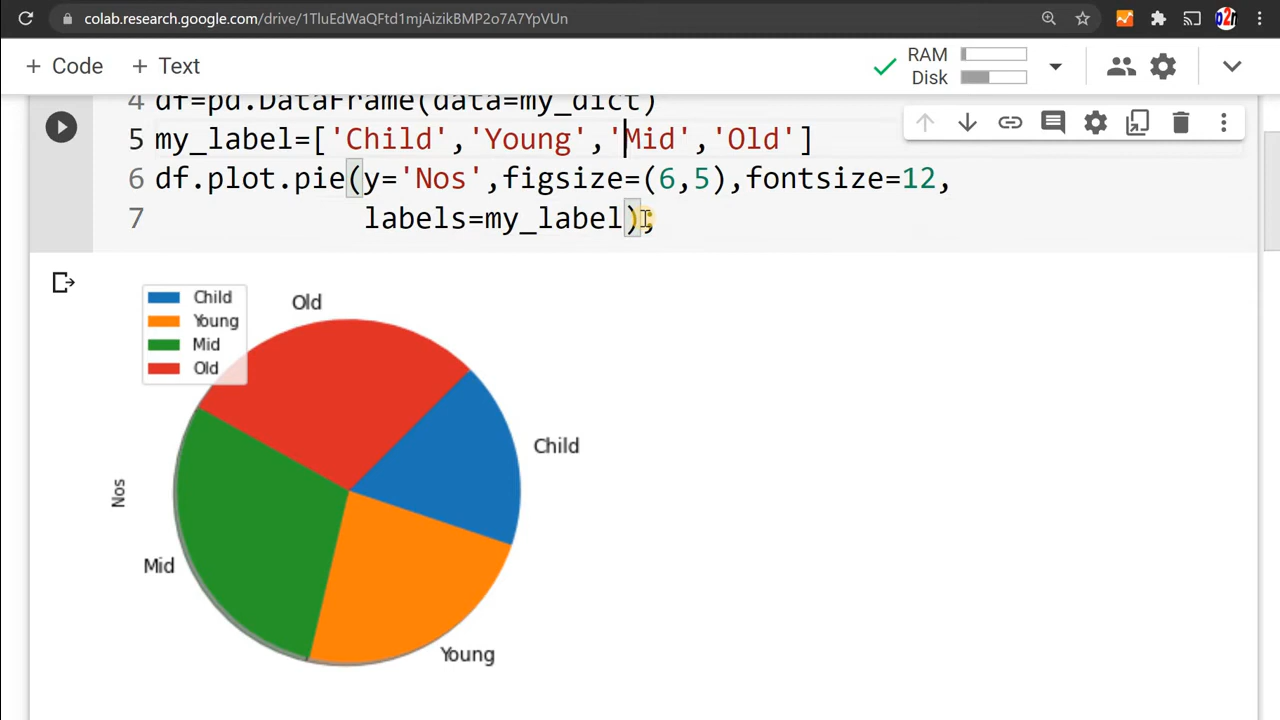 colab.research.google.com/drive/1TluEdWaQFtd1mjAizikBMP2o7A7YpVUn
+ Code + Text
RAM
Disk
4 df=pd.DataFrame(data=my_dict)
5 my_label=['Child','Young','Mid','Old']
6 df.plot.pie(y='Nos',figsize=(6,5),fontsize=12,
7 labels=my_label);
Child
Young
Mid
Old
Old
Child
Nos
Mid
Young